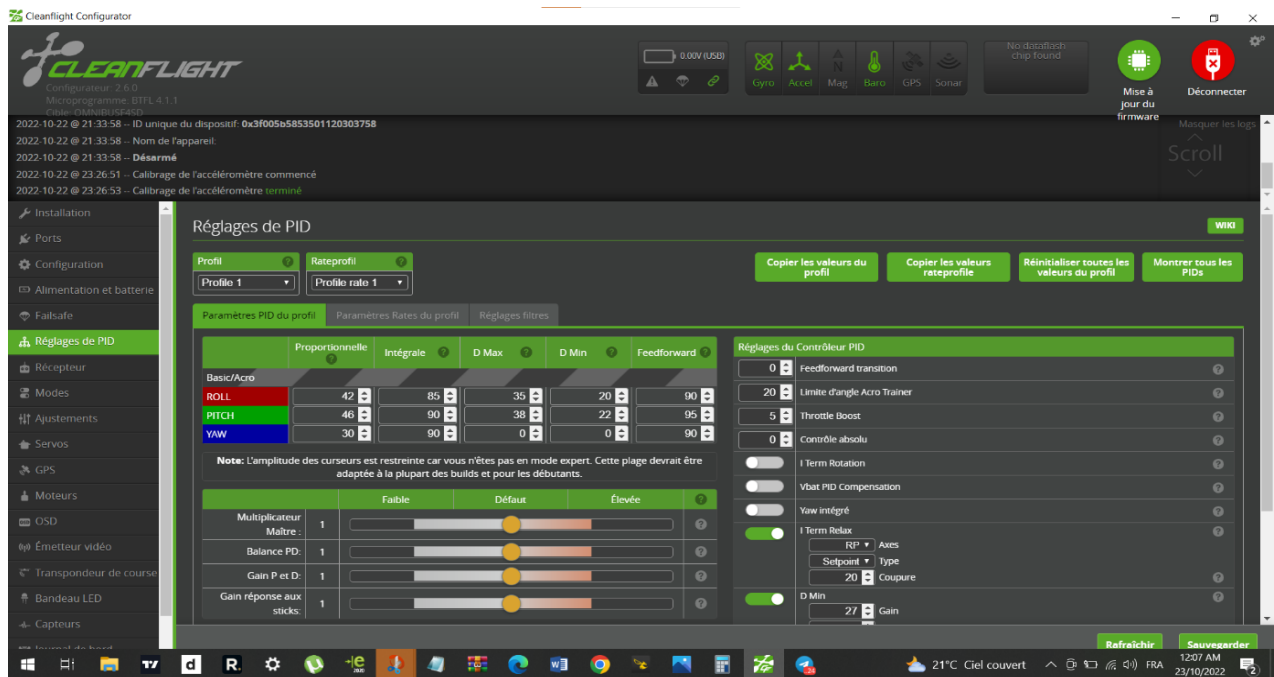 Cleanflight Configurator
CLEANFLIGHT
Configurateur: 2.6.0
Microprogramme: BTFL 4.1.1
Cible: OMNIBUSF4SD
0.00V (USB)
Gyro Accel Mag Baro GPS Sonar
No dataflash
chip found
Mise à
jour du
firmware
Déconnecter
2022-10-22 @ 21:33:58 -- ID unique du dispositif: 0x3f005b5853501120303758
2022-10-22 @ 21:33:58 -- Nom de l'appareil:
2022-10-22 @ 21:33:58 -- Désarmé
2022-10-22 @ 23:26:51 -- Calibrage de l'accéléromètre commencé
2022-10-22 @ 23:26:53 -- Calibrage de l'accéléromètre terminé
Masquer les logs
Scroll
Installation
Ports
Configuration
Alimentation et batterie
Failsafe
Réglages de PID
Récepteur
Modes
Ajustements
Servos
GPS
Moteurs
OSD
Émetteur vidéo
Transpondeur de course
Bandeau LED
Capteurs
Journal de bord
Réglages de PID
WIKI
Profil
Profile 1
Rateprofil
Profile rate 1
Copier les valeurs du
profil
Copier les valeurs
rateprofile
Réinitialiser toutes les
valeurs du profil
Montrer tous les
PIDs
Paramètres PID du profil Paramètres Rates du profil Réglages filtres
Proportionnelle Intégrale D Max D Min Feedforward
Basic/Acro
ROLL 42 85 35 20 90
PITCH 46 90 38 22 95
YAW 30 90 0 0 90
Note: L'amplitude des curseurs est restreinte car vous n'êtes pas en mode expert. Cette plage devrait être
adaptée à la plupart des builds et pour les débutants.
Faible Défaut Élevée
Multiplicateur
Maître : 1
Balance PD: 1
Gain P et D: 1
Gain réponse aux
sticks: 1
Réglages du Contrôleur PID
0 Feedforward transition
20 Limite d'angle Acro Trainer
5 Throttle Boost
0 Contrôle absolu
I Term Rotation
Vbat PID Compensation
Yaw intégré
I Term Relax
RP Axes
Setpoint Type
20 Coupure
D Min
27 Gain
Rafraîchir Sauvegarder
21°C Ciel couvert
FRA
12:07 AM
23/10/2022
2